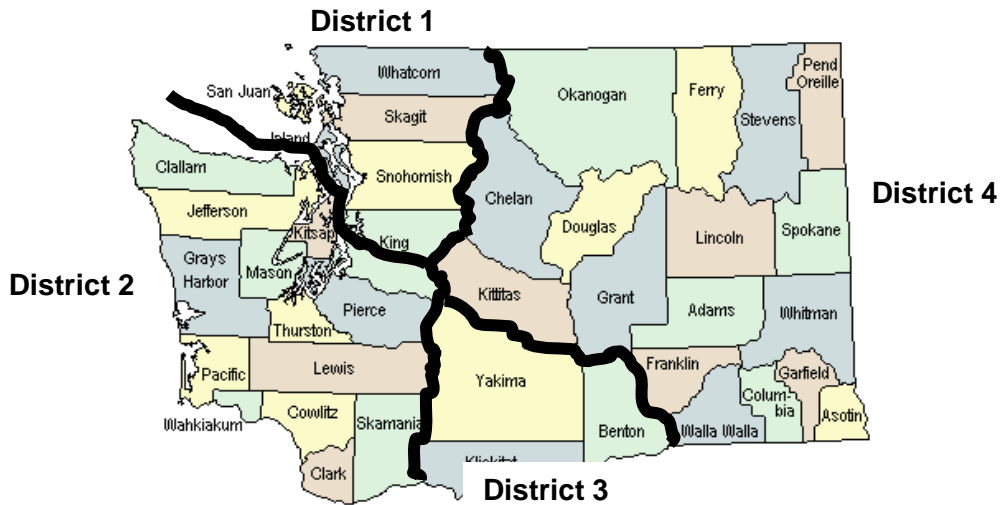 District 1
Whatcom
Pend
Oreille
San Juan
Okanogan
Ferry
Skagit
Stevens
Island
Clallam
Snohomish
Chelan
District 4
Jefferson
Douglas
Spokane
Kitsap
King
Lincoln
Grays
Harbor
Mason
District 2
Kittitas
Grant
Adams
Whitman
Pierce
Thurston
Franklin
Garfield
Pacific
Lewis
Yakima
Colum-
bia
Asotin
Wahkiakum
Cowlitz
Skamania
Benton
Walla Walla
Clark
District 3